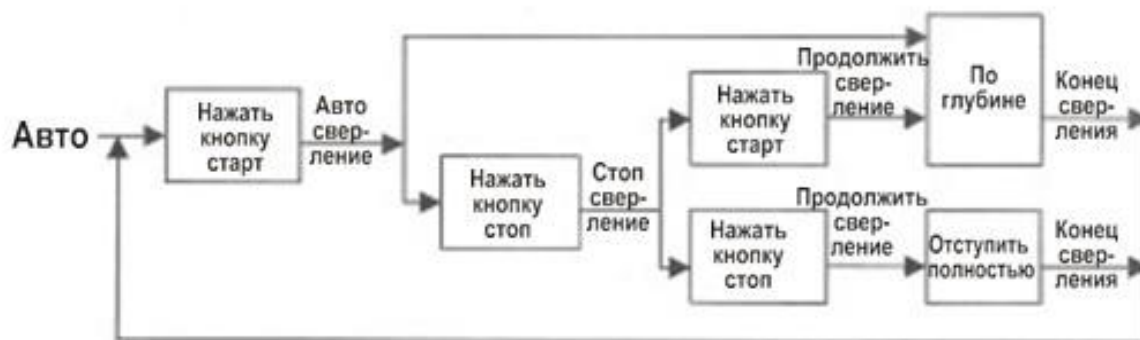 Авто
Нажать
кнопку
старт
Авто
свер-
ление
Нажать
кнопку
стоп
Стоп
свер-
ление
Нажать
кнопку
старт
Продолжить
свер-
ление
По
глубине
Конец
свер-
ления
Нажать
кнопку
стоп
Продолжить
свер-
ление
Отступить
полностью
Конец
свер-
ления